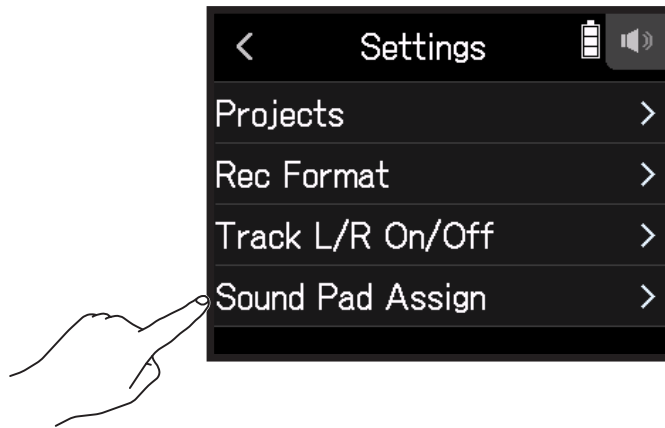 Settings
Projects
Rec Format
Track L/R On/Off
Sound Pad Assign